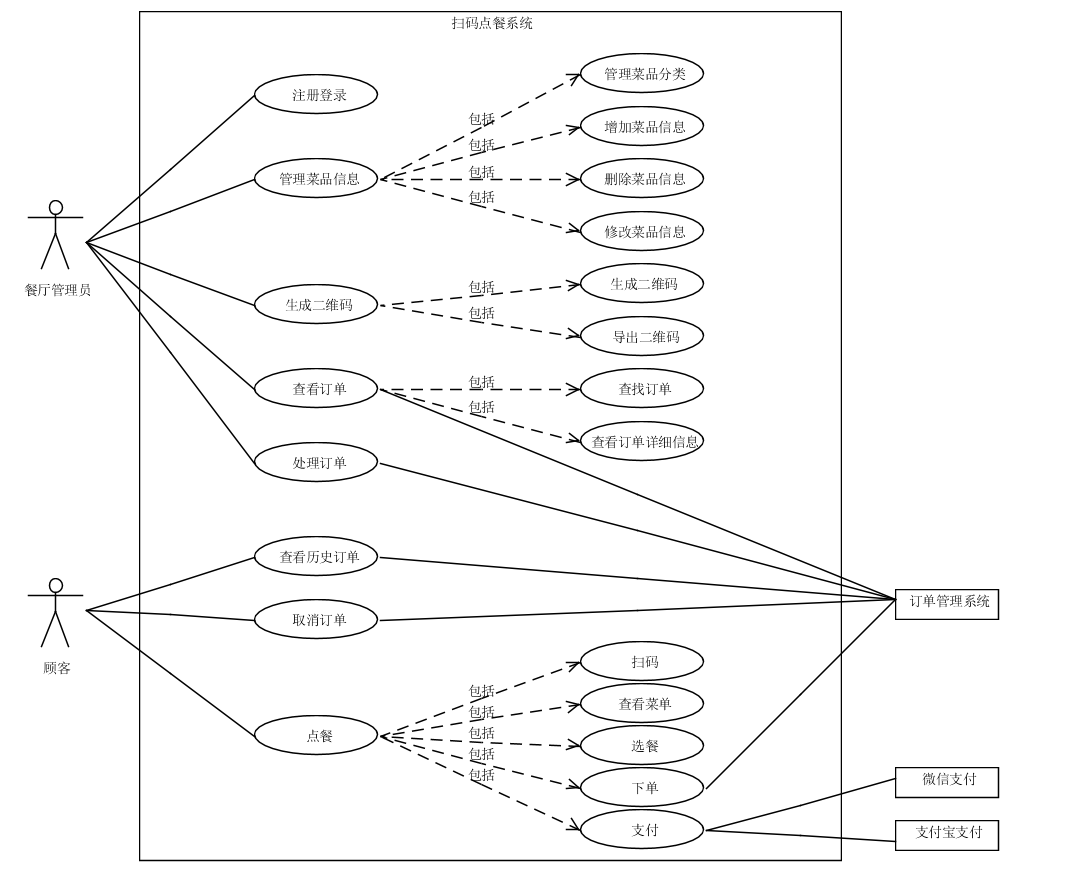 扫码点餐系统
管理菜品分类
注册登录
包括
增加菜品信息
包括
包括
管理菜品信息
删除菜品信息
包括
修改菜品信息
餐厅管理员
包括
生成二维码
生成二维码
包括
导出二维码
包括
查看订单
查找订单
包括
查看订单详细信息
处理订单
查看历史订单
订单管理系统
取消订单
顾客
扫码
包括
查看菜单
包括
点餐
包括
选餐
包括
包括
下单
微信支付
支付
支付宝支付